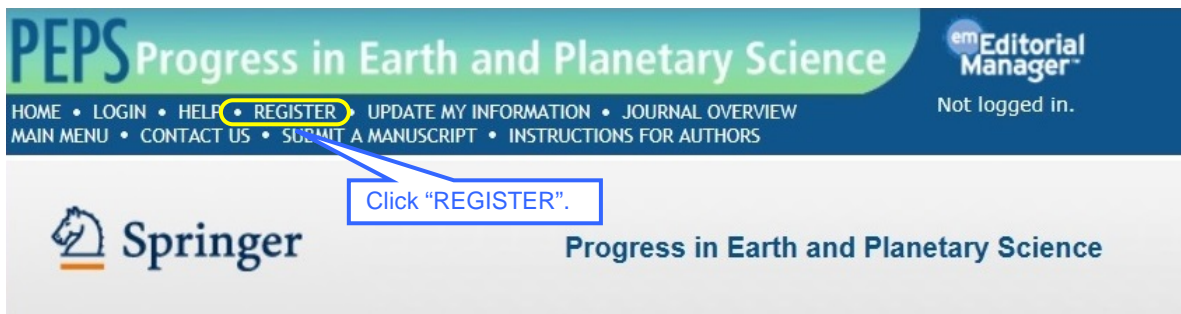 PEPS Progress in Earth and Planetary Science
em Editorial
Manager™
HOME • LOGIN • HELP • REGISTER • UPDATE MY INFORMATION • JOURNAL OVERVIEW
Not logged in.
MAIN MENU • CONTACT US • SUBMIT A MANUSCRIPT • INSTRUCTIONS FOR AUTHORS
Click “REGISTER”.
Springer
Progress in Earth and Planetary Science